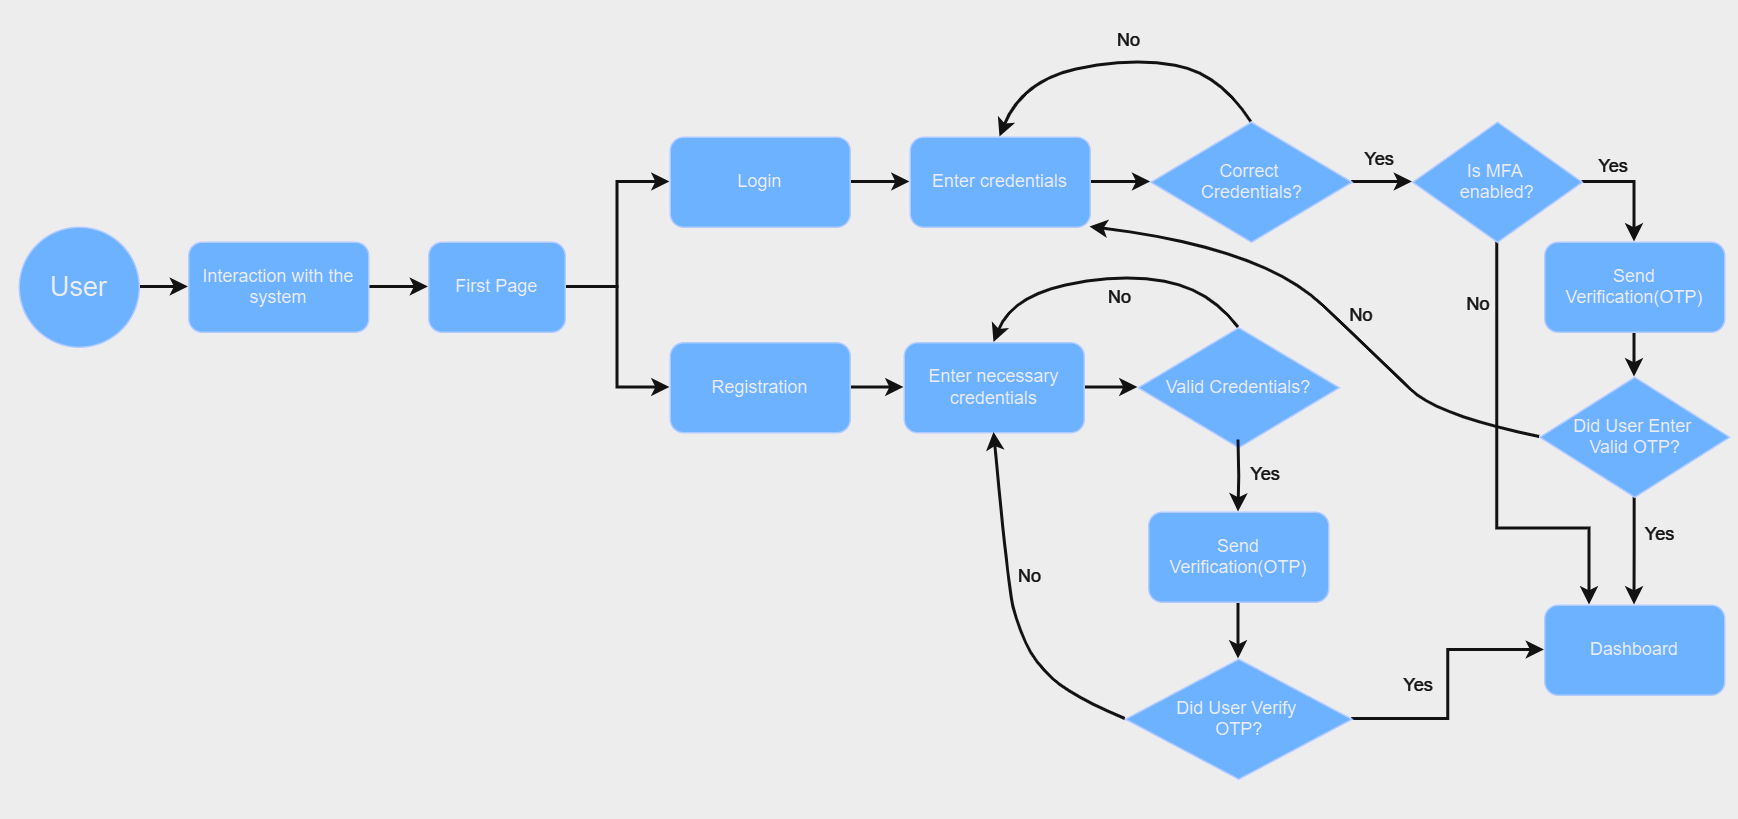 No
Login
Enter credentials
Correct
Credentials?
Yes
Is MFA
enabled?
Yes
User
Interaction with the
system
First Page
Send
Verification(OTP)
No
No
No
Registration
Enter necessary
credentials
Valid Credentials?
Did User Enter
Valid OTP?
Yes
Yes
Send
Verification(OTP)
No
Dashboard
Yes
Did User Verify
OTP?